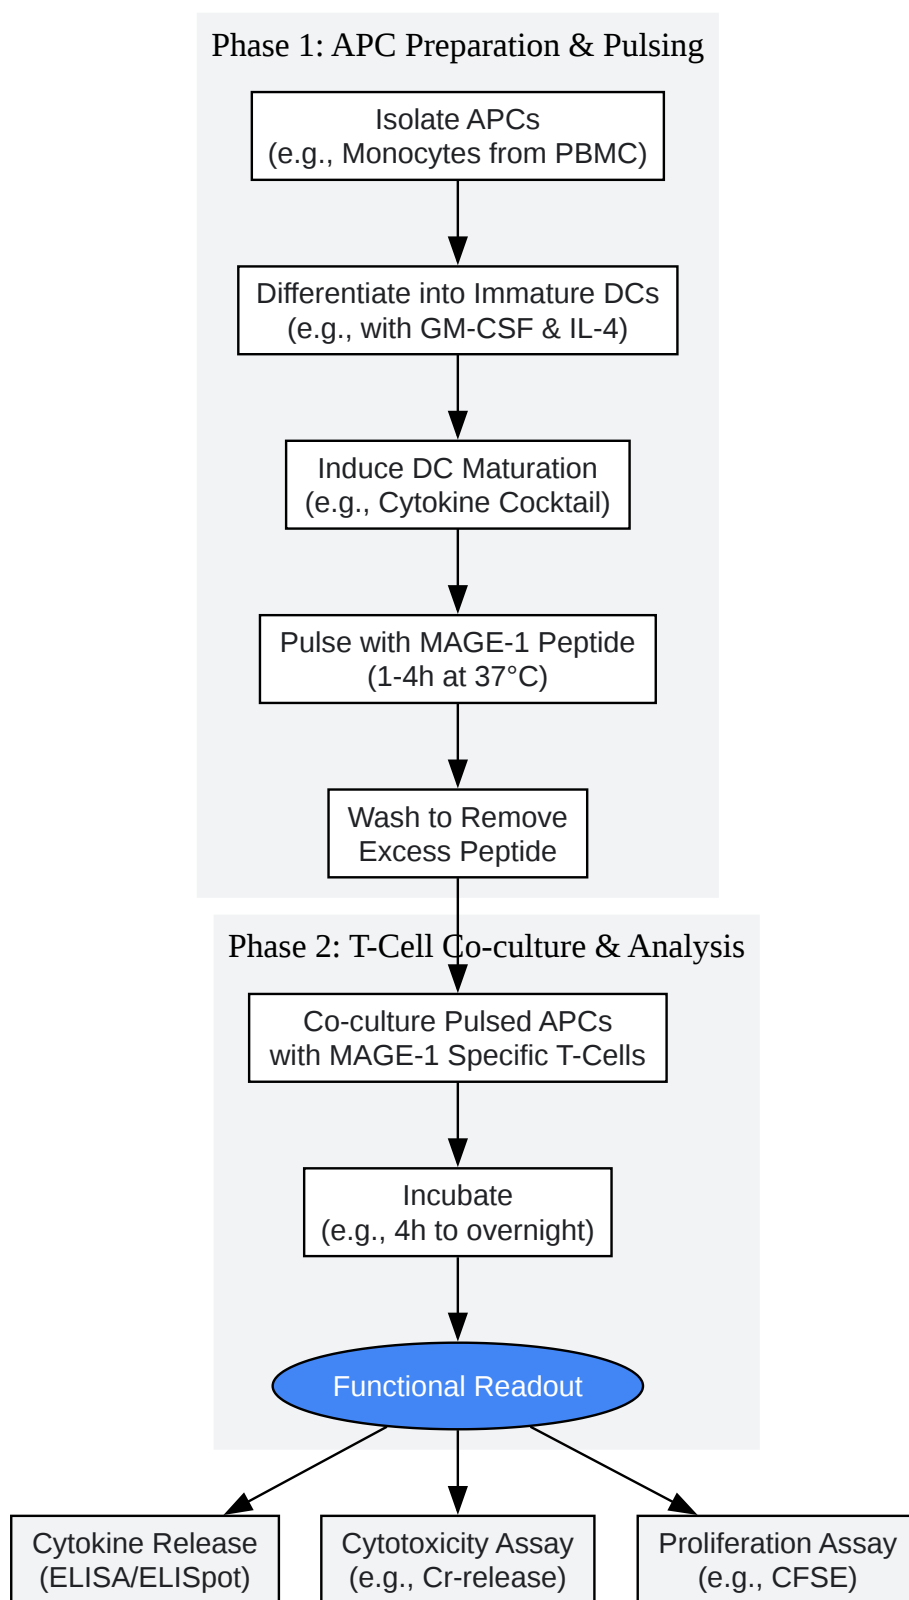 Phase 1: APC Preparation & Pulsing
Isolate APCs
(e.g., Monocytes from PBMC)
Differentiate into Immature DCs
(e.g., with GM-CSF & IL-4)
Induce DC Maturation
(e.g., Cytokine Cocktail)
Pulse with MAGE-1 Peptide
(1-4h at 37°C)
Wash to Remove
Excess Peptide
Phase 2: T-Cell Co-culture & Analysis
Co-culture Pulsed APCs
with MAGE-1 Specific T-Cells
Incubate
(e.g., 4h to overnight)
Functional Readout
Cytokine Release
(ELISA/ELISpot)
Cytotoxicity Assay
(e.g., Cr-release)
Proliferation Assay
(e.g., CFSE)